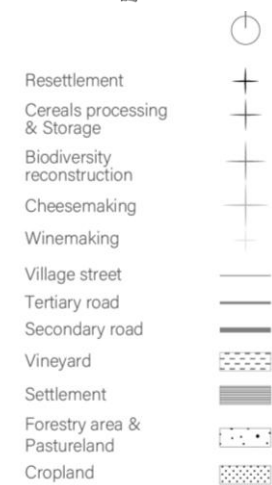 Resettlement
Cereals processing
& Storage
Biodiversity
reconstruction
Cheesemaking
Winemaking
Village street
Tertiary road
Secondary road
Vineyard
Settlement
Forestry area &
Pastureland
Cropland